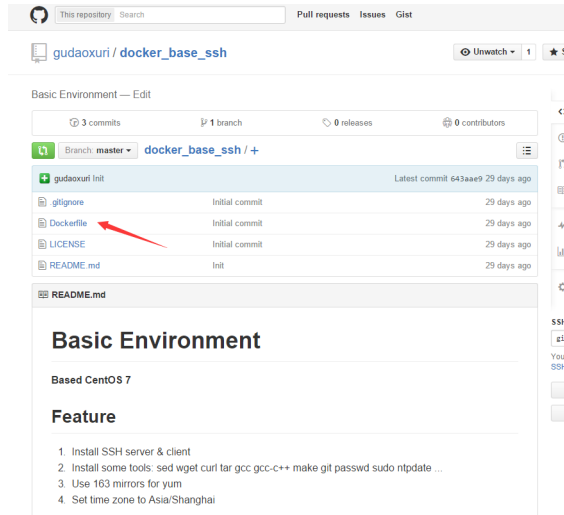 This repository Search Pull requests Issues Gist
gudaoxuri / docker_base_ssh Unwatch 1
Basic Environment — Edit
3 commits 1 branch 0 releases 0 contributors
Branch: master docker_base_ssh / +
gudaoxuri Init Latest commit 643aae9 29 days ago
.gitignore Initial commit 29 days ago
Dockerfile Initial commit 29 days ago
LICENSE Initial commit 29 days ago
README.md Init 29 days ago
README.md
Basic Environment
Based CentOS 7
Feature
1. Install SSH server & client
2. Install some tools: sed wget curl tar gcc gcc-c++ make git passwd sudo ntpdate ...
3. Use 163 mirrors for yum
4. Set time zone to Asia/Shanghai
SSH
You
SSH